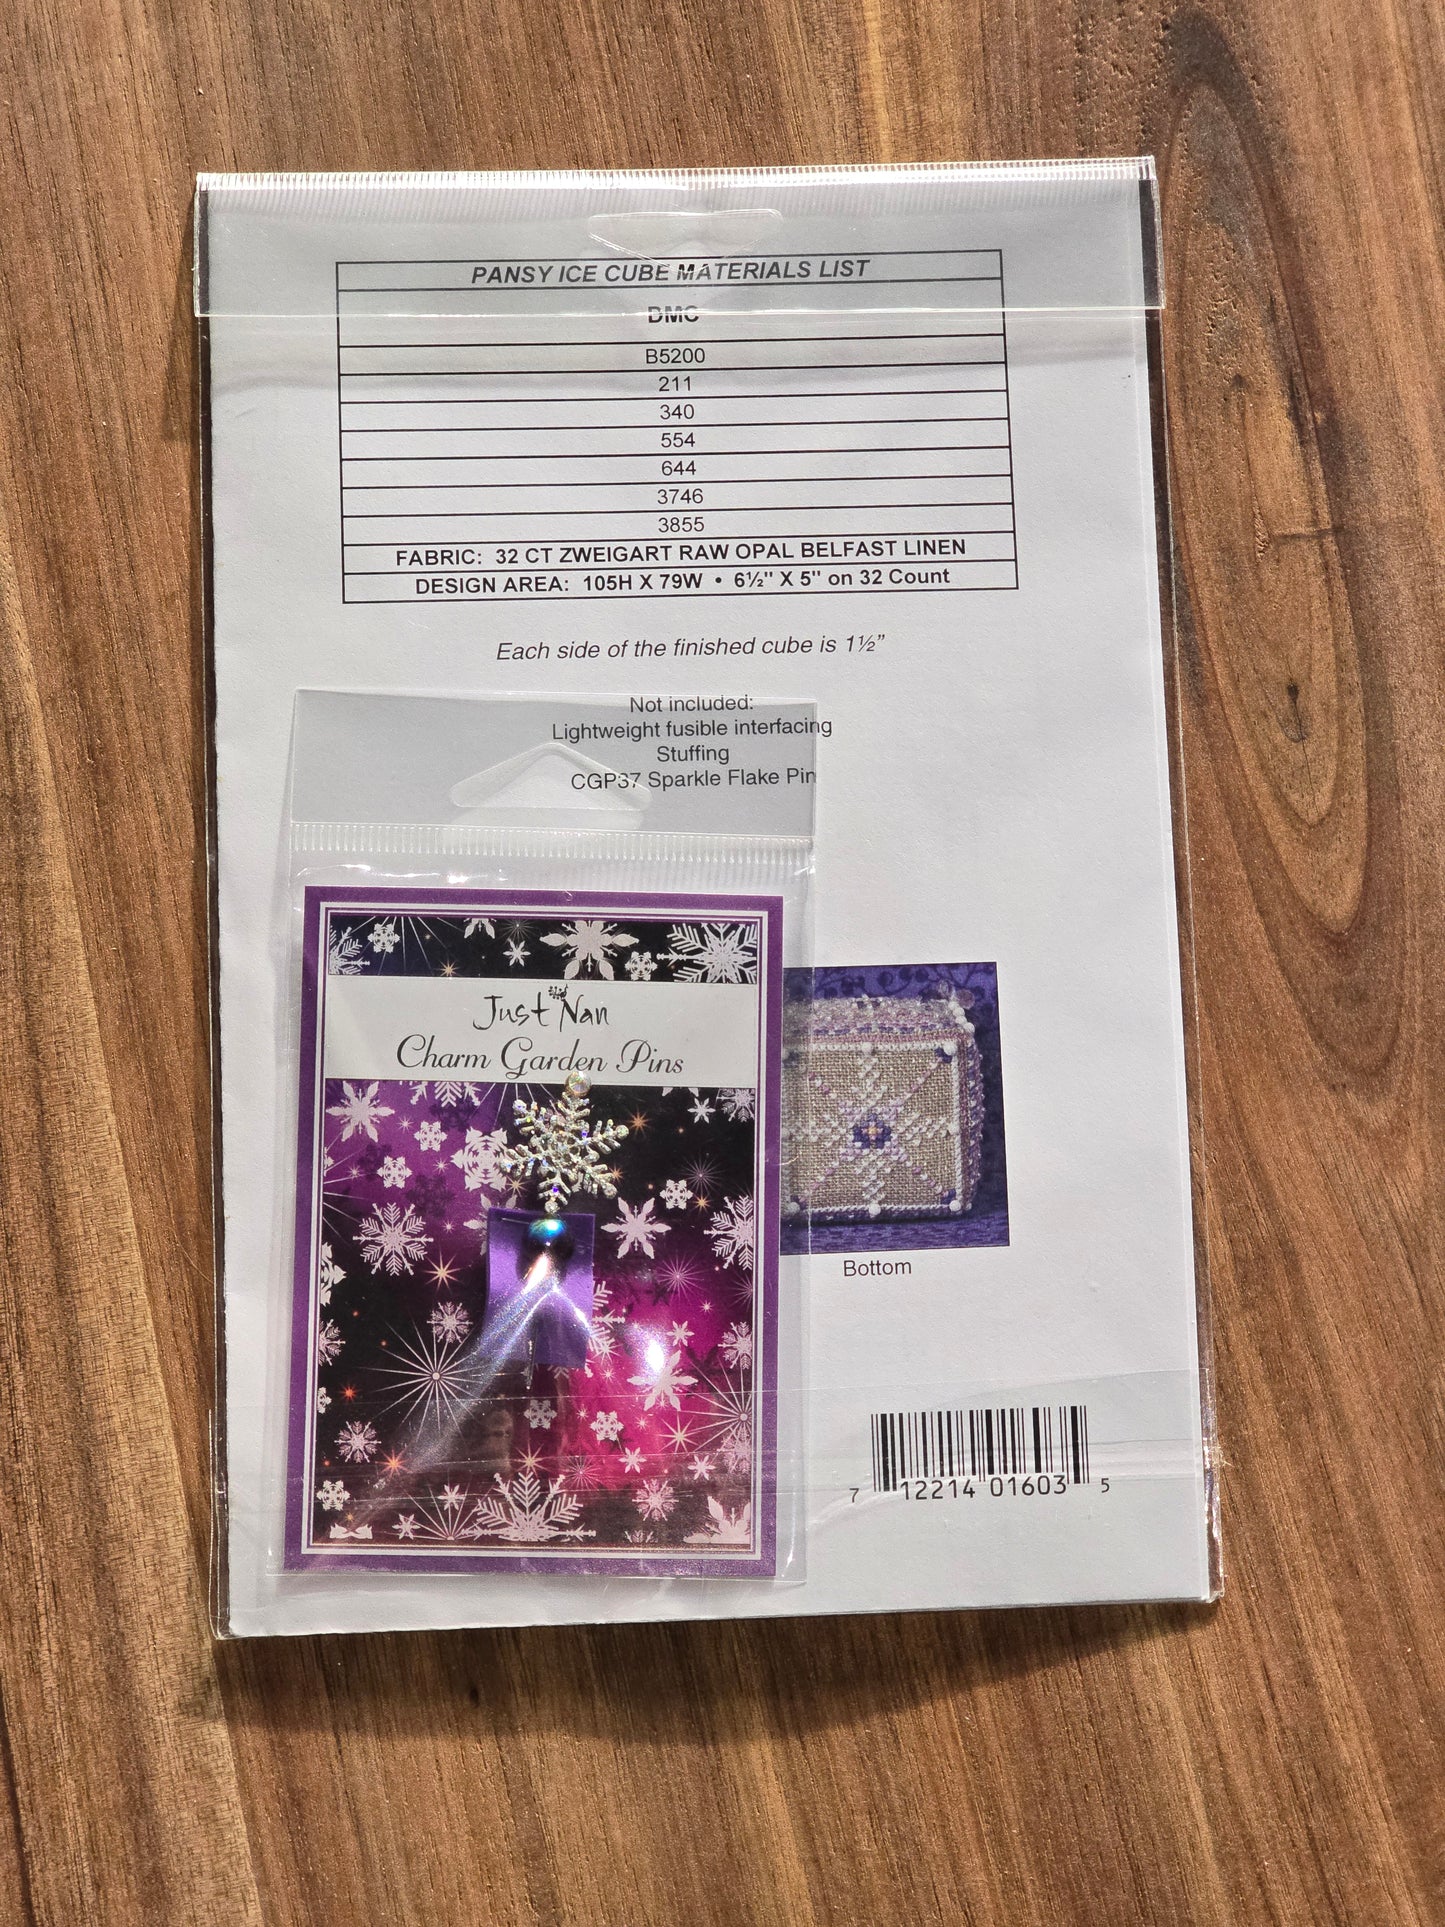 PANSY ICE CUBE MATERIALS LIST
DMC
B5200
211
340
554
644
3746
3855
FABRIC: 32 CT ZWEIGART RAW OPAL BELFAST LINEN
DESIGN AREA: 105H X 79W • 6½" X 5" on 32 Count
Each side of the finished cube is 1½”
Not included:
Lightweight fusible interfacing
Stuffing
CGP37 Sparkle Flake Pin
Just Nan
Charm Garden Pins
Bottom
7 12214 01603 5